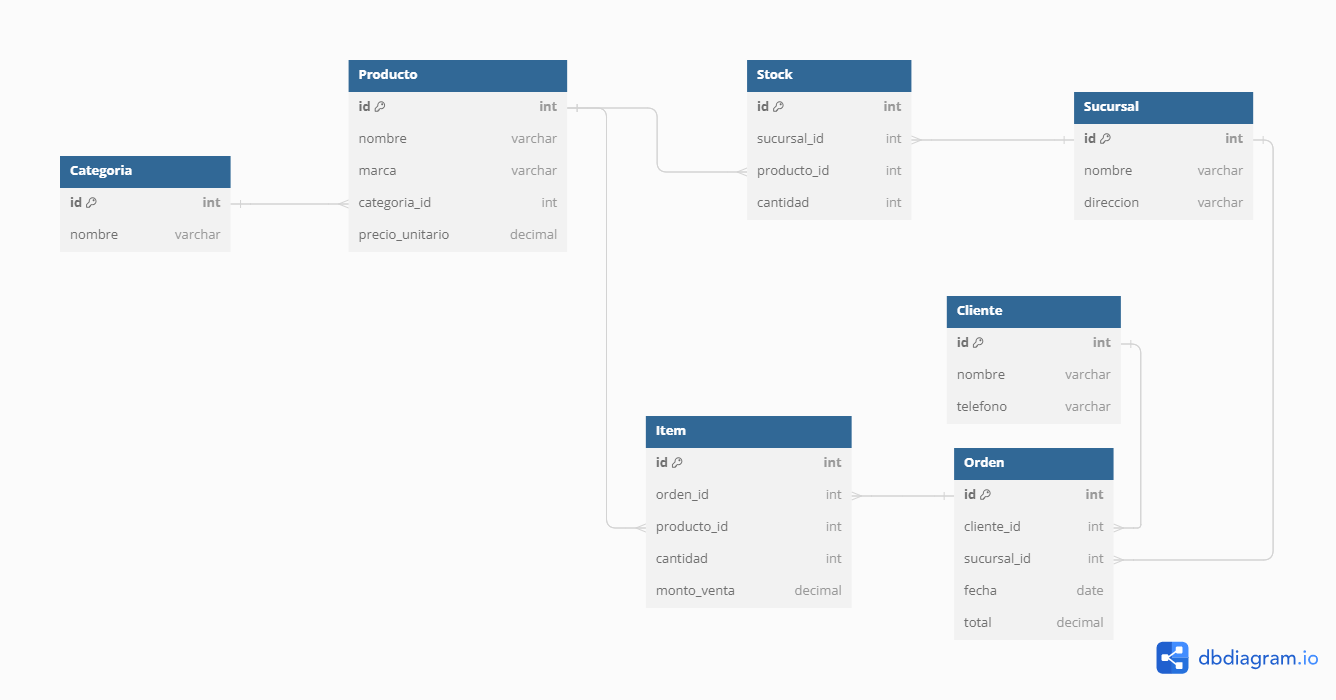 Categoria
id int
nombre varchar
Producto
id int
nombre varchar
marca varchar
categoria_id int
precio_unitario decimal
Stock
id int
sucursal_id int
producto_id int
cantidad int
Sucursal
id int
nombre varchar
direccion varchar
Cliente
id int
nombre varchar
telefono varchar
Item
id int
orden_id int
producto_id int
cantidad int
monto_venta decimal
Orden
id int
cliente_id int
sucursal_id int
fecha date
total decimal
dbdiagram.io